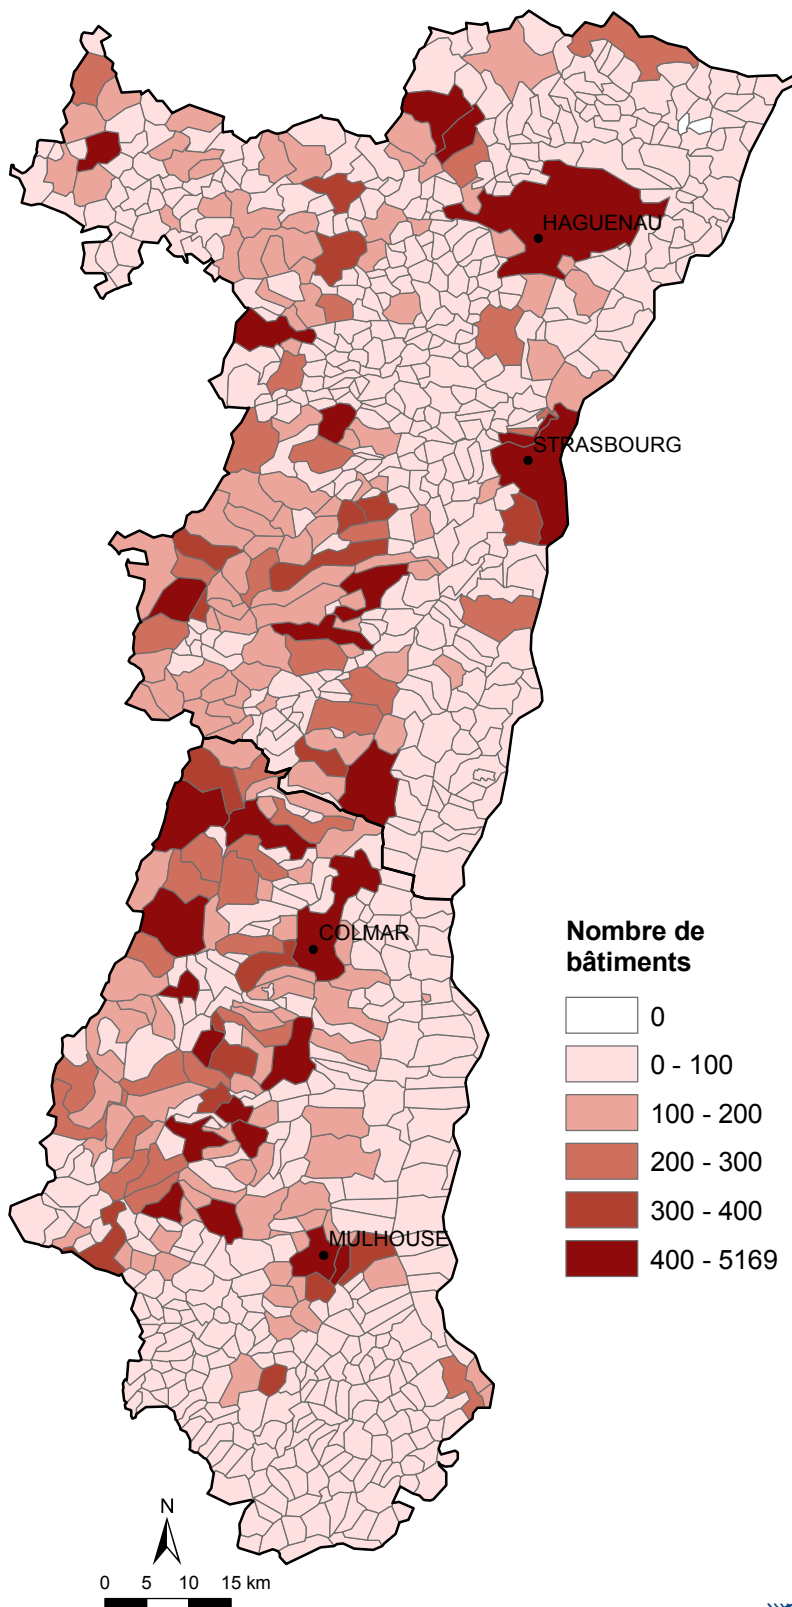 HAGUENAU
STRASBOURG
COLMAR
Nombre de
bâtiments
0
0 - 100
100 - 200
200 - 300
300 - 400
400 - 5169
MULHOUSE
N
0 5 10 15 km